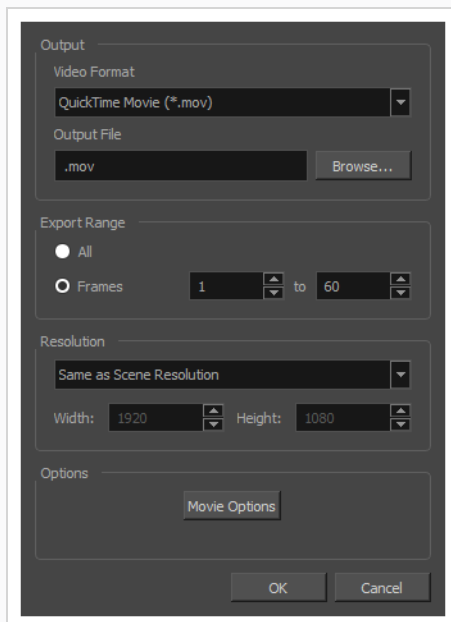 Output
Video Format
QuickTime Movie (*.mov)
Output File
.mov Browse...
Export Range
All
Frames 1 to 60
Resolution
Same as Scene Resolution
Width: 1920 Height: 1080
Options
Movie Options
OK Cancel